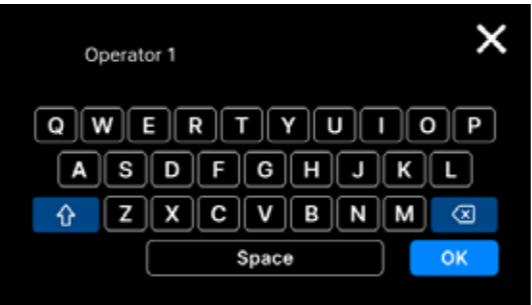 Operator 1
Q W E R T Y U I O P
A S D F G H J K L
Z X C V B N M
Space OK